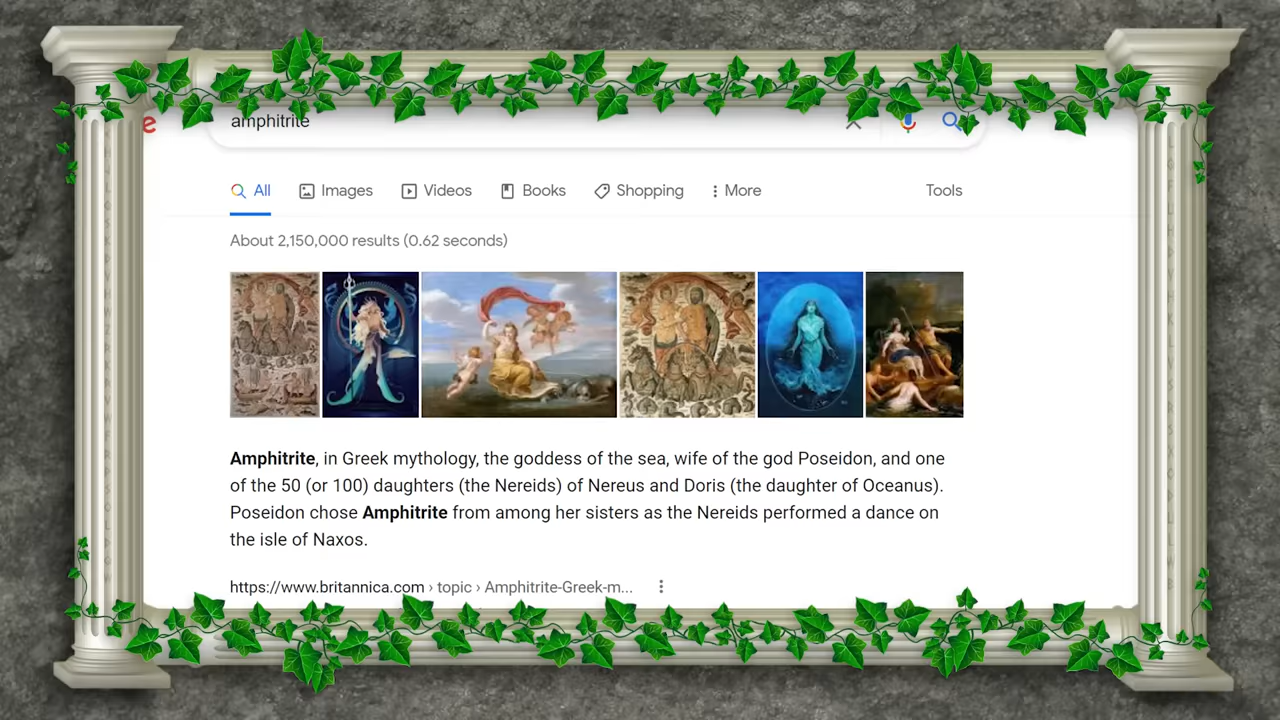 amphitrite
All Images Videos Books Shopping More Tools
About 2,150,000 results (0.62 seconds)
Amphitrite, in Greek mythology, the goddess of the sea, wife of the god Poseidon, and one
of the 50 (or 100) daughters (the Nereids) of Nereus and Doris (the daughter of Oceanus).
Poseidon chose Amphitrite from among her sisters as the Nereids performed a dance on
the isle of Naxos.
https://www.britannica.com › topic › Amphitrite-Greek-m...